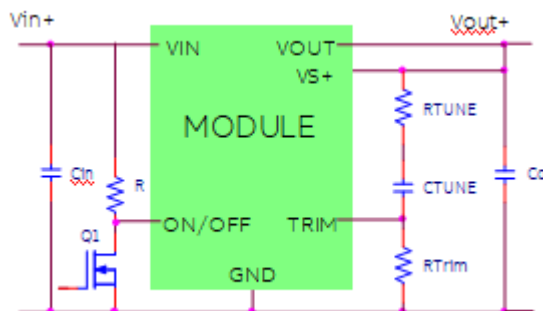 Vin+
Vout+
VIN
VOUT
VS+
RTUNE
MODULE
Cin
R
CTUNE
Co
ON/OFF
TRIM
Q1
RTrim
GND